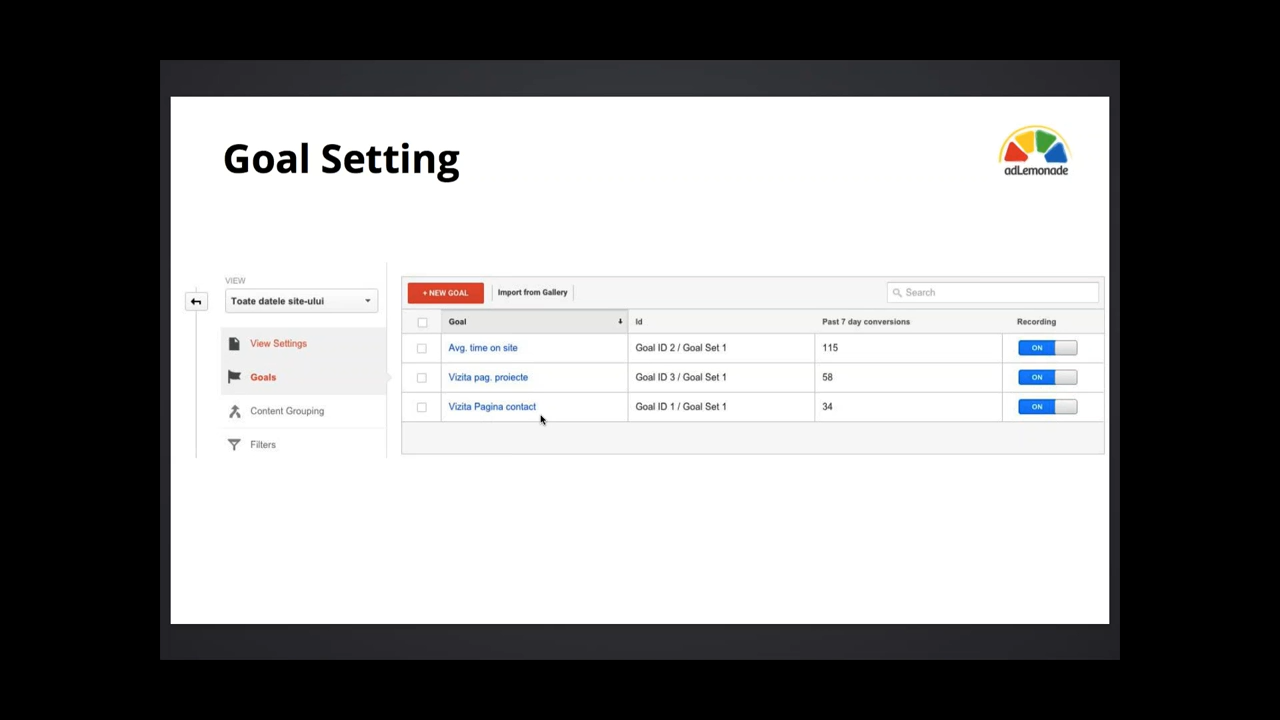 Goal Setting
adLemonade
VIEW
Toate datele site-ului
View Settings
Goals
Content Grouping
Filters
+ NEW GOAL
Import from Gallery
Search
Goal Id Past 7 day conversions Recording
Avg. time on site Goal ID 2 / Goal Set 1 115 ON
Vizita pag. proiecte Goal ID 3 / Goal Set 1 58 ON
Vizita Pagina contact Goal ID 1 / Goal Set 1 34 ON